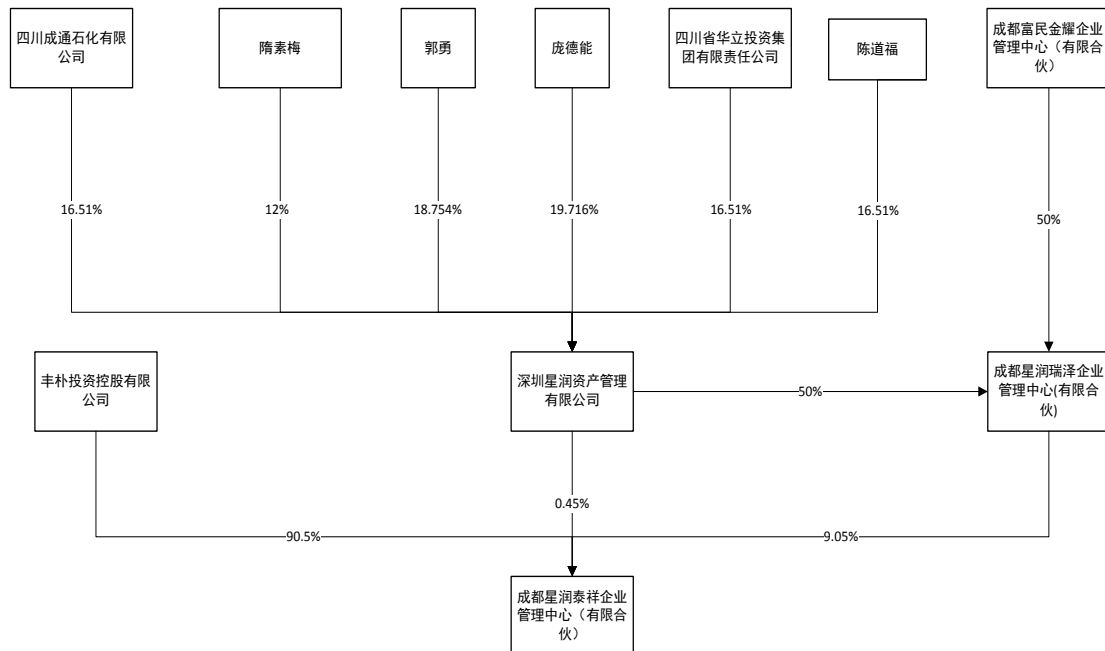 四川成通石化有限
公司
隋素梅
郭勇
庞德能
四川省华立投资集
团有限责任公司
陈道福
成都富民金耀企业
管理中心（有限合
伙）
16.51%
12%
18.754%
19.716%
16.51%
16.51%
50%
丰朴投资控股有限
公司
深圳星润资产管理
有限公司
50%
成都星润瑞泽企业
管理中心(有限合
伙)
0.45%
90.5%
9.05%
成都星润泰祥企业
管理中心（有限合
伙）